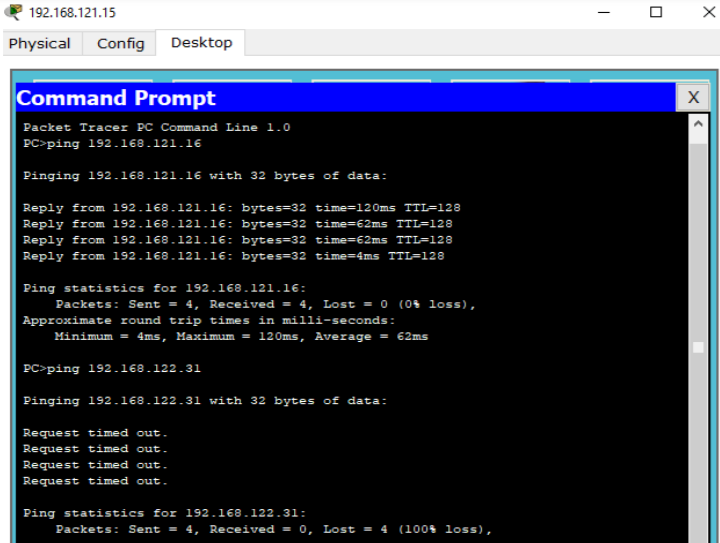 192.168.121.15
Physical Config Desktop
Command Prompt X
Packet Tracer PC Command Line 1.0
PC>ping 192.168.121.16
Pinging 192.168.121.16 with 32 bytes of data:
Reply from 192.168.121.16: bytes=32 time=120ms TTL=128
Reply from 192.168.121.16: bytes=32 time=62ms TTL=128
Reply from 192.168.121.16: bytes=32 time=62ms TTL=128
Reply from 192.168.121.16: bytes=32 time=4ms TTL=128
Ping statistics for 192.168.121.16:
Packets: Sent = 4, Received = 4, Lost = 0 (0% loss),
Approximate round trip times in milli-seconds:
Minimum = 4ms, Maximum = 120ms, Average = 62ms
PC>ping 192.168.122.31
Pinging 192.168.122.31 with 32 bytes of data:
Request timed out.
Request timed out.
Request timed out.
Request timed out.
Ping statistics for 192.168.122.31:
Packets: Sent = 4, Received = 0, Lost = 4 (100% loss),